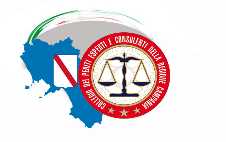 COLLEGIO DEI PERITI ESPERTI E CONSULENTI DELLA REGIONE CAMPANIA